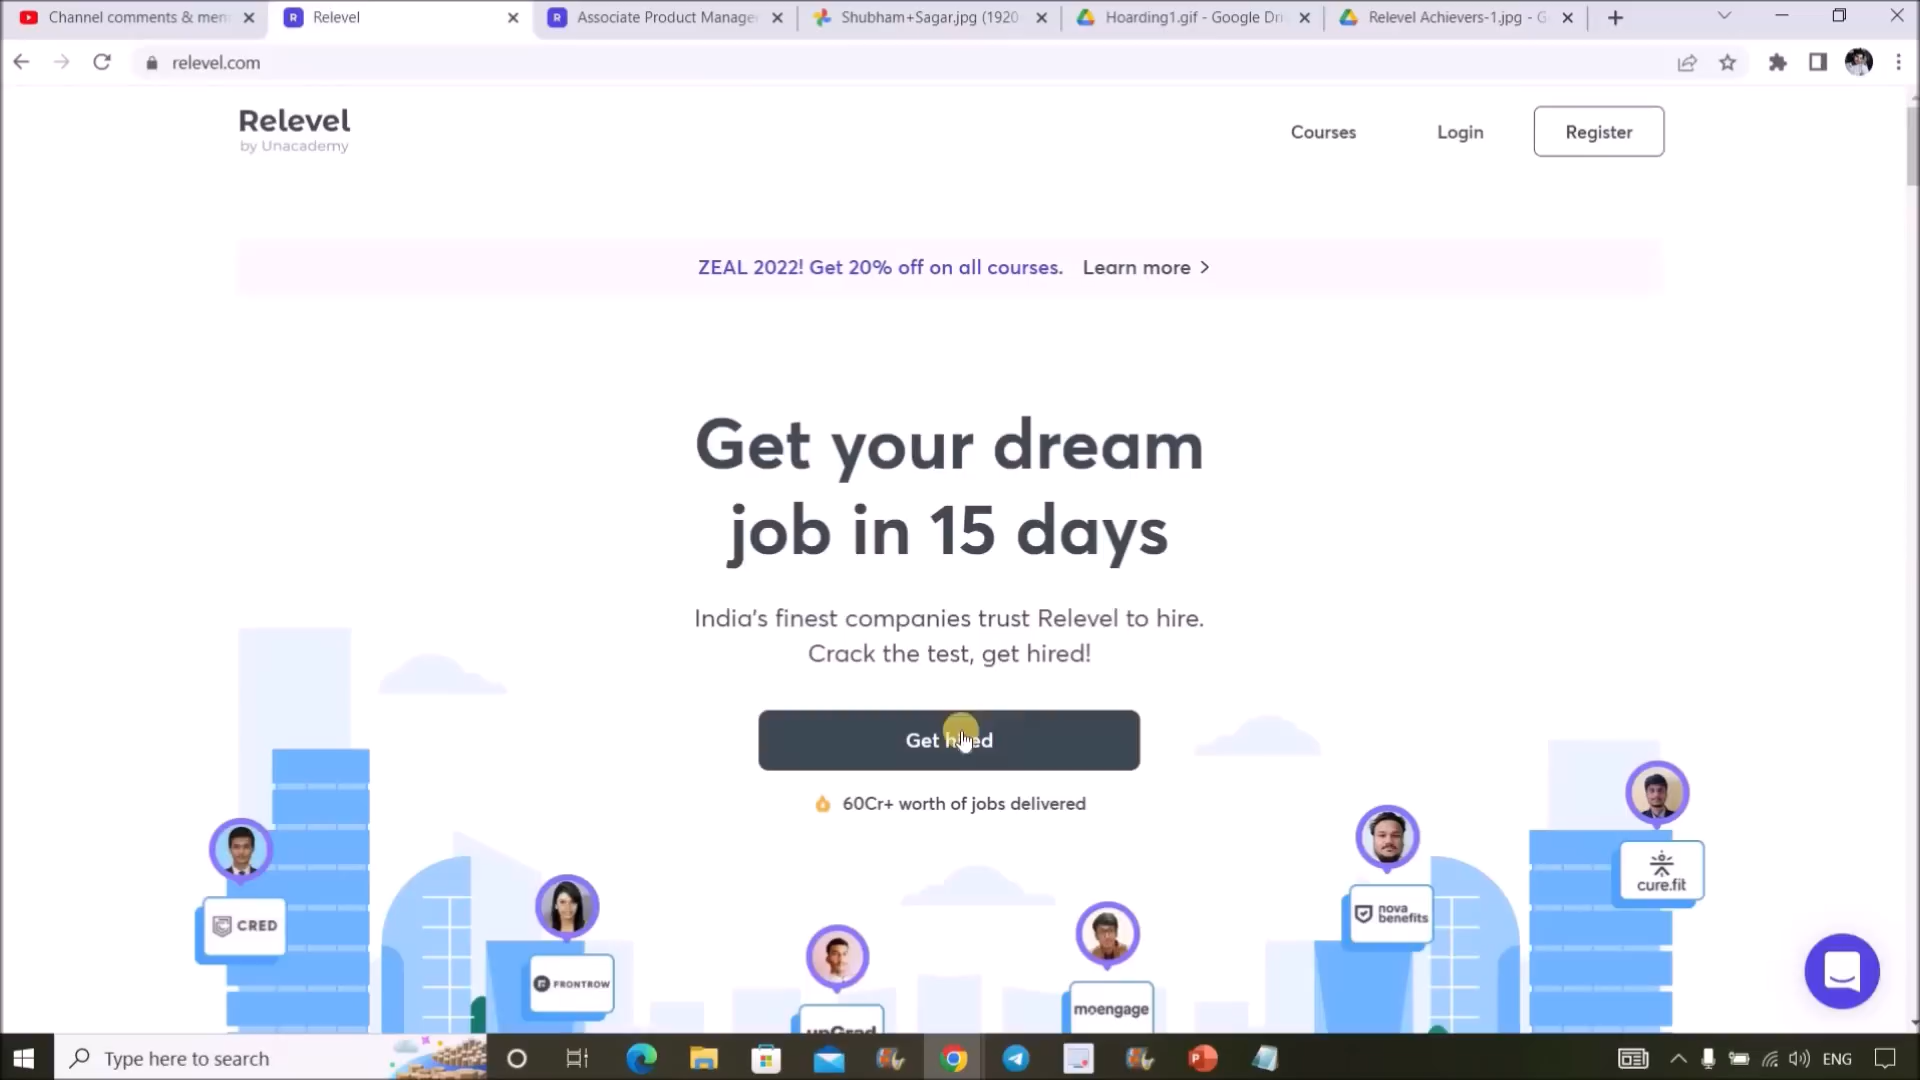 Channel comments & men
Relevel
Associate Product Manage
Shubham+Sagar.jpg (1920
Hoarding1.gif - Google Dri
Relevel Achievers-1.jpg - G
relevel.com
Relevel
by Unacademy
Courses
Login
Register
ZEAL 2022! Get 20% off on all courses. Learn more >
Get your dream
job in 15 days
India's finest companies trust Relevel to hire.
Crack the test, get hired!
Get hired
60Cr+ worth of jobs delivered
CRED
FRONTROW
upGrad
moengage
nova
benefits
cure.fit
Type here to search
ENG